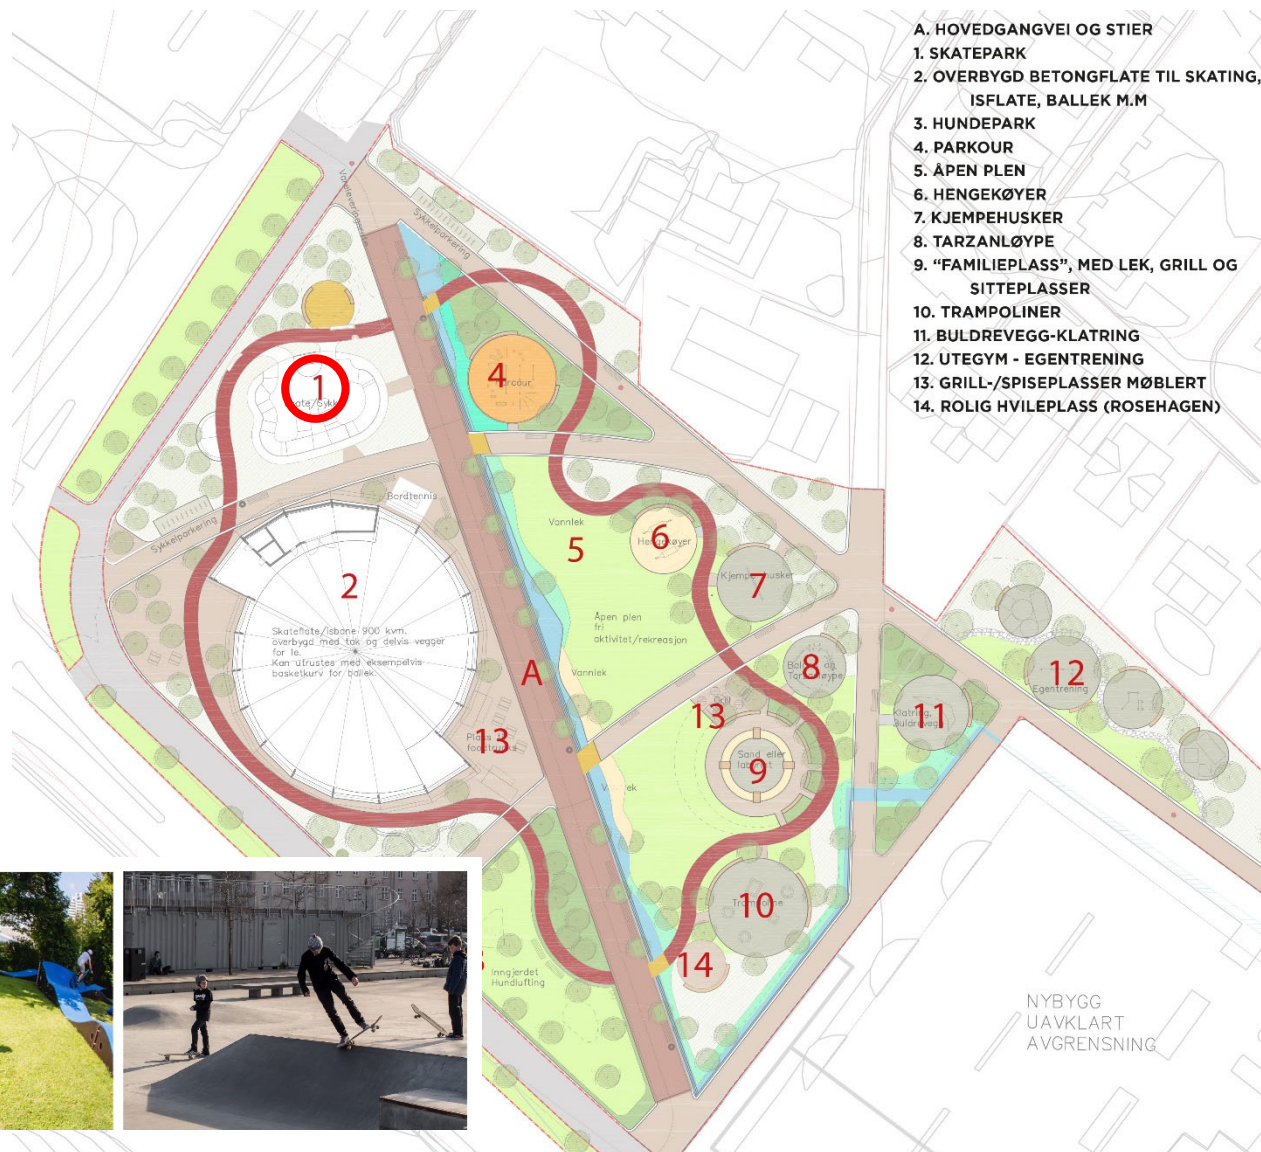 A. HOVEDGANGVEI OG STIER
1. SKATEPARK
2. OVERBYGD BETONGFLATE TIL SKATING,
ISFLATE, BALLEK M.M
3. HUNDEPARK
4. PARKOUR
5. ÅPEN PLEN
6. HENGEKØYER
7. KJEMPEHUSKER
8. TARZANLØYPE
9. “FAMILIEPLASS”, MED LEK, GRILL OG
SITTEPLASSER
10. TRAMPOLINER
11. BULDREVEGG-KLATRING
12. UTEGYM - EGENTRENING
13. GRILL-/SPISEPLASSER MØBLERT
14. ROLIG HVILEPLASS (ROSEHAGEN)
Sykkelparkering
1
4
Bordtennis
Sykkelparkering
Vannlek
5
6
Hengekøyer
7
2
Skateflate/isbane 900 kvm.
overbygd med tak og delvis vegger
for le.
Kan utrustes med eksempelvis
basketkurv for ballek.
Åpen plen
fri
aktivitet/rekreasjon
Vannlek
A
8
12
Egentrening
13
11
Klatring,
13
foodtrucks
Sand eller
9
10
14
Inngjerdet
Hundlufting
NYBYGG
UAVKLART
AVGRENSNING